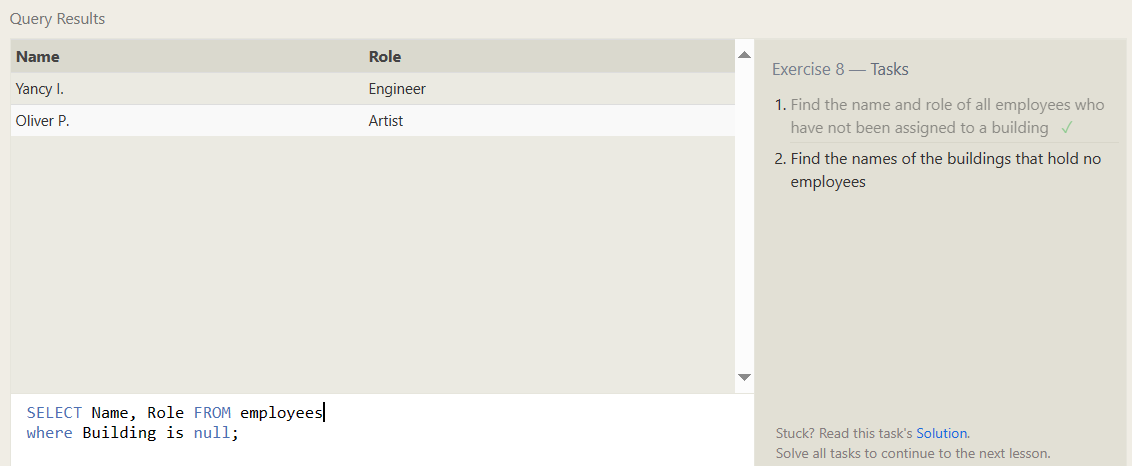 Query Results
Name Role
Yancy I. Engineer
Oliver P. Artist
SELECT Name, Role FROM employees
where Building is null;
Exercise 8 — Tasks
1. Find the name and role of all employees who
have not been assigned to a building ✓
2. Find the names of the buildings that hold no
employees
Stuck? Read this task's Solution.
Solve all tasks to continue to the next lesson.